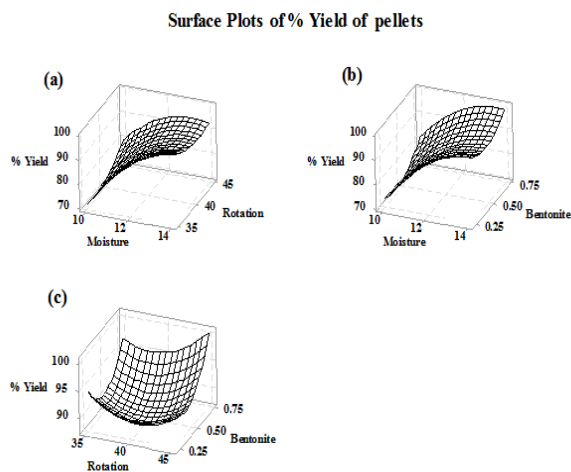 Surface Plots of % Yield of pellets
(a)
100
% Yield 90
80
70
10
12
14
Moisture
35
40
45
Rotation
(b)
100
% Yield 90
80
70
10
12
14
Moisture
0.25
0.50
0.75
Bentonite
(c)
100
% Yield 95
90
35
40
45
Rotation
0.25
0.50
0.75
Bentonite